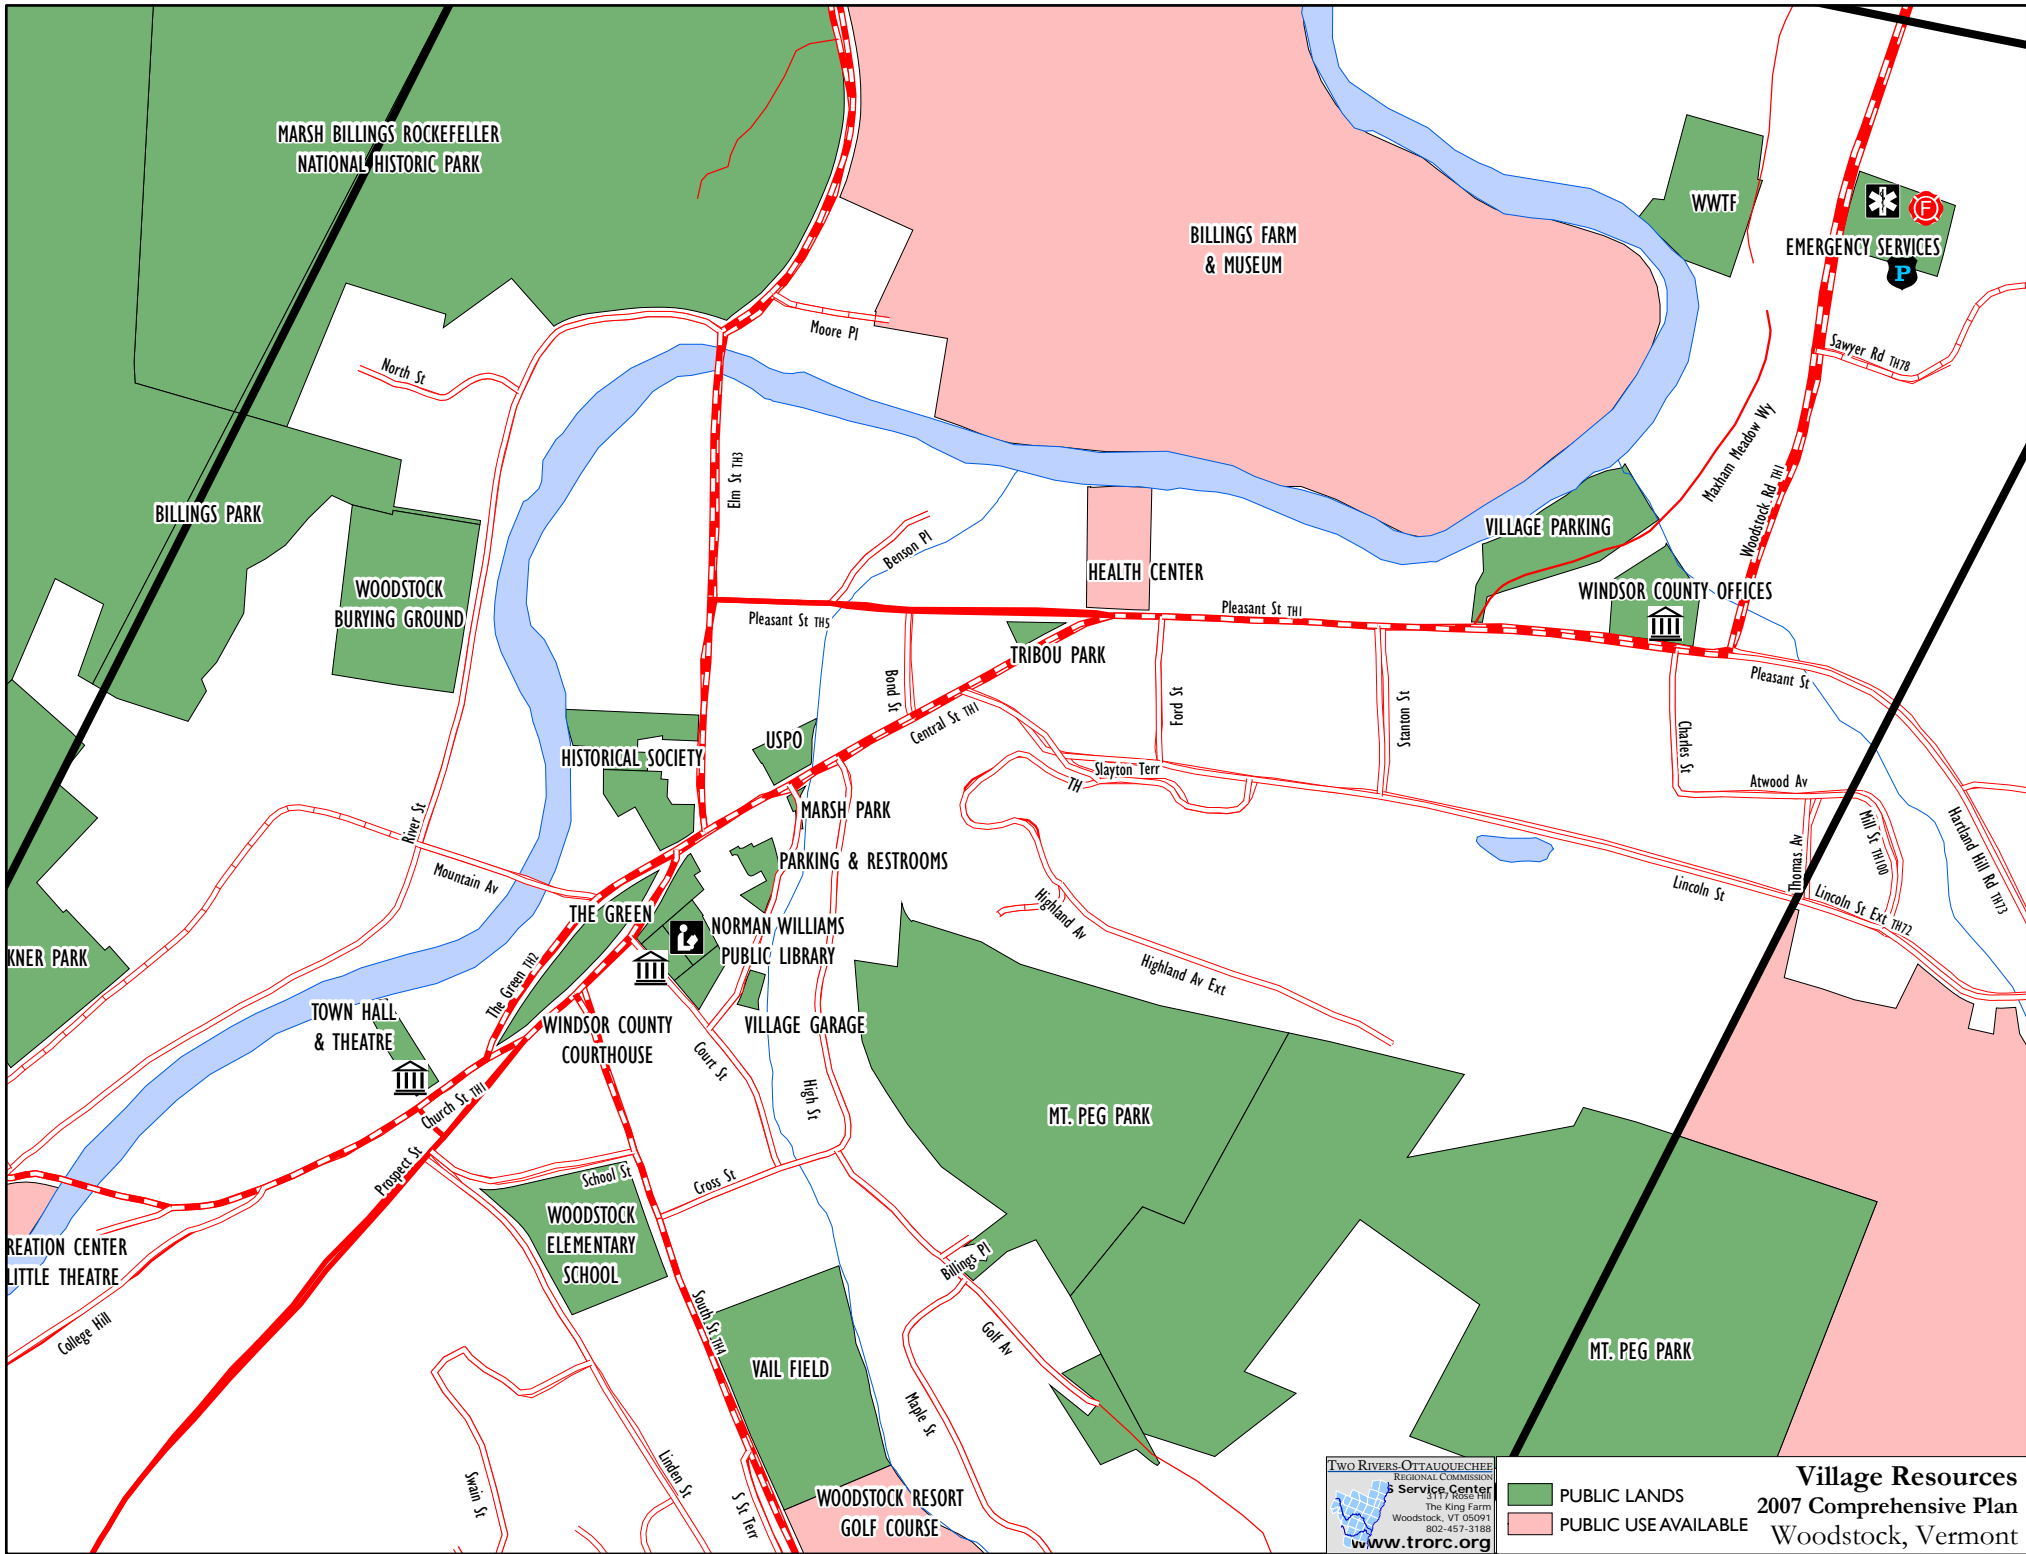 MARSH BILLINGS ROCKEFELLER
NATIONAL HISTORIC PARK
BILLINGS FARM
& MUSEUM
WWTF
F
EMERGENCY SERVICES
P
Moore Pl
North St
Sawyer Rd TH78
Elm St TH3
Maxham Meadow Wy
Woodstock Rd TH1
BILLINGS PARK
VILLAGE PARKING
Benson Pl
HEALTH CENTER
WOODSTOCK
BURYING GROUND
WINDSOR COUNTY OFFICES
Pleasant St TH5
Pleasant St TH1
TRIBOU PARK
Pleasant St
Bond St
Central St TH1
Ford St
Stanton St
Charles St
USPO
HISTORICAL SOCIETY
Slayton Terr
TH
Atwood Av
MARSH PARK
River St
Mountain Av
PARKING & RESTROOMS
Thomas Av
Mill St TH100
Hartland Hill Rd TH73
Lincoln St
Lincoln St Ext TH72
THE GREEN
NORMAN WILLIAMS
PUBLIC LIBRARY
Highland Av
Highland Av Ext
KNER PARK
The Green TH2
TOWN HALL
& THEATRE
WINDSOR COUNTY
COURTHOUSE
VILLAGE GARAGE
Court St
High St
Church St TH1
MT. PEG PARK
Prospect St
School St
Cross St
WOODSTOCK
ELEMENTARY
SCHOOL
REATION CENTER
LITTLE THEATRE
College Hill
Billings Pl
South St TH4
Golf Av
VAIL FIELD
MT. PEG PARK
Maple St
Swain St
Linden St
S St Terr
WOODSTOCK RESORT
GOLF COURSE
TWO RIVERS-OTTAUQUECHEE
REGIONAL COMMISSION
S Service Center
3117 Rose Hill
The King Farm
Woodstock, VT 05091
802-457-3188
www.trorc.org
PUBLIC LANDS
PUBLIC USE AVAILABLE
Village Resources
2007 Comprehensive Plan
Woodstock, Vermont